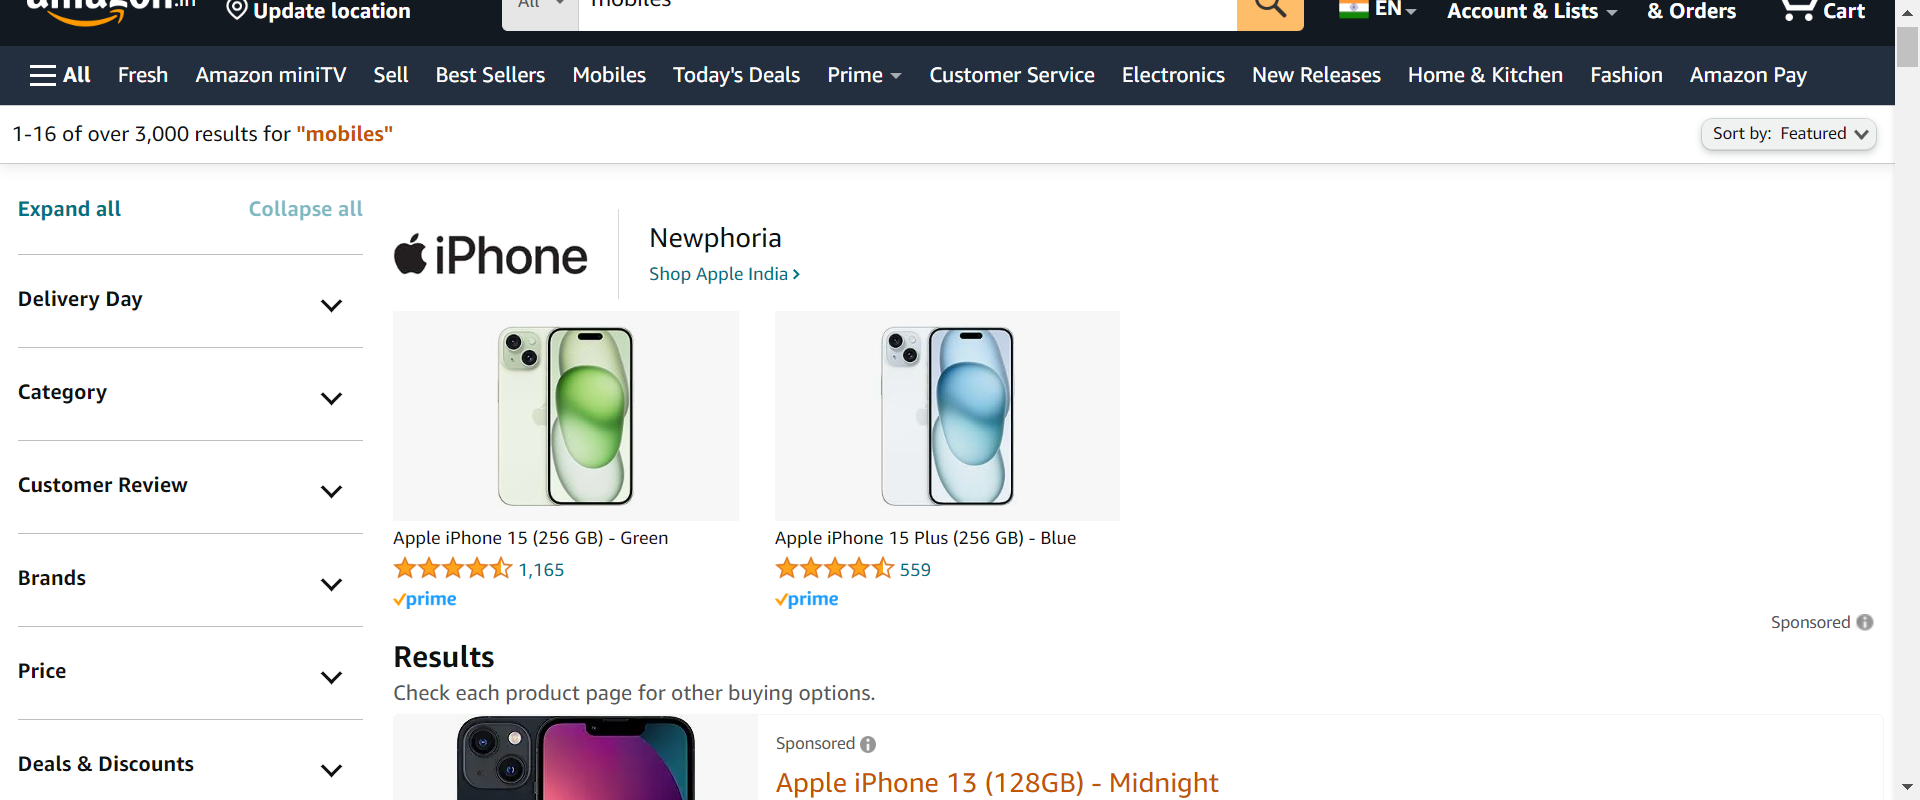 amazon.in
Update location
All
mobiles
EN
Account & Lists
& Orders
Cart
All
Fresh
Amazon miniTV
Sell
Best Sellers
Mobiles
Today's Deals
Prime
Customer Service
Electronics
New Releases
Home & Kitchen
Fashion
Amazon Pay
1-16 of over 3,000 results for "mobiles"
Sort by: Featured
Expand all
Collapse all
Delivery Day
Category
Customer Review
Brands
Price
Deals & Discounts
iPhone
Newphoria
Shop Apple India ›
Apple iPhone 15 (256 GB) - Green
1,165
prime
Apple iPhone 15 Plus (256 GB) - Blue
559
prime
Sponsored
Results
Check each product page for other buying options.
Sponsored
Apple iPhone 13 (128GB) - Midnight